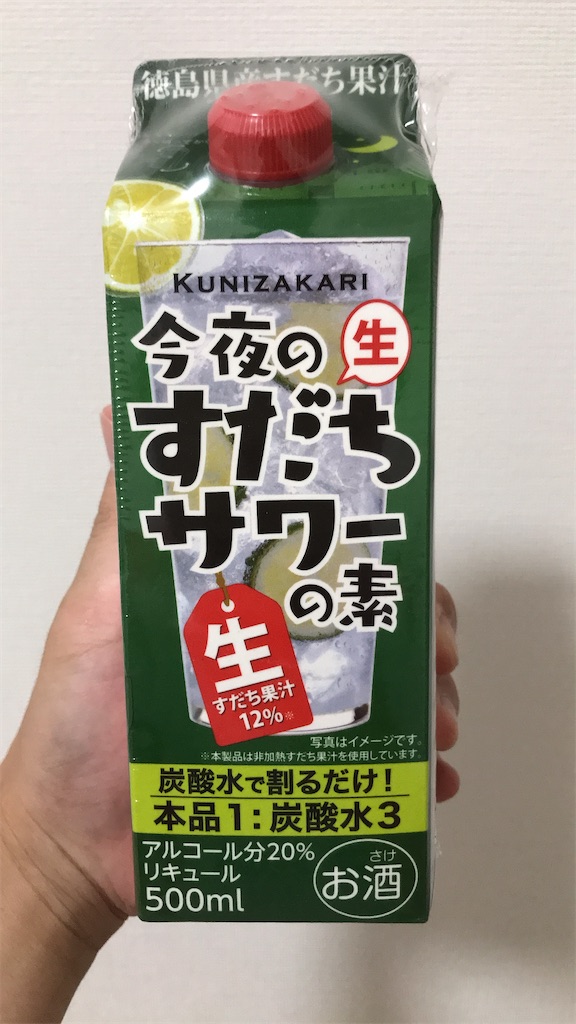 徳島県産すだち果汁
KUNIZAKARI
今夜の
生
すだち
サワー
の素
生
すだち果汁
12%※
写真はイメージです。
※本製品は非加熱すだち果汁を使用しています。
炭酸水で割るだけ！
本品1：炭酸水3
アルコール分20%
リキュール
500ml
さけ
お酒